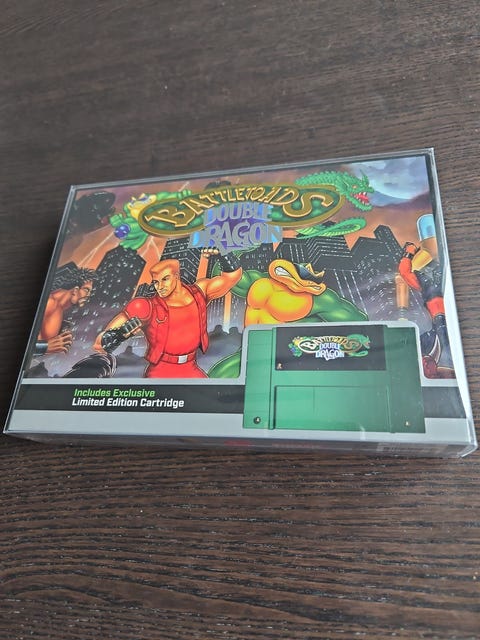 BATTLETOADS
DOUBLE
DRAGON
BATTLETOADS
DOUBLE
DRAGON
Includes Exclusive
Limited Edition Cartridge